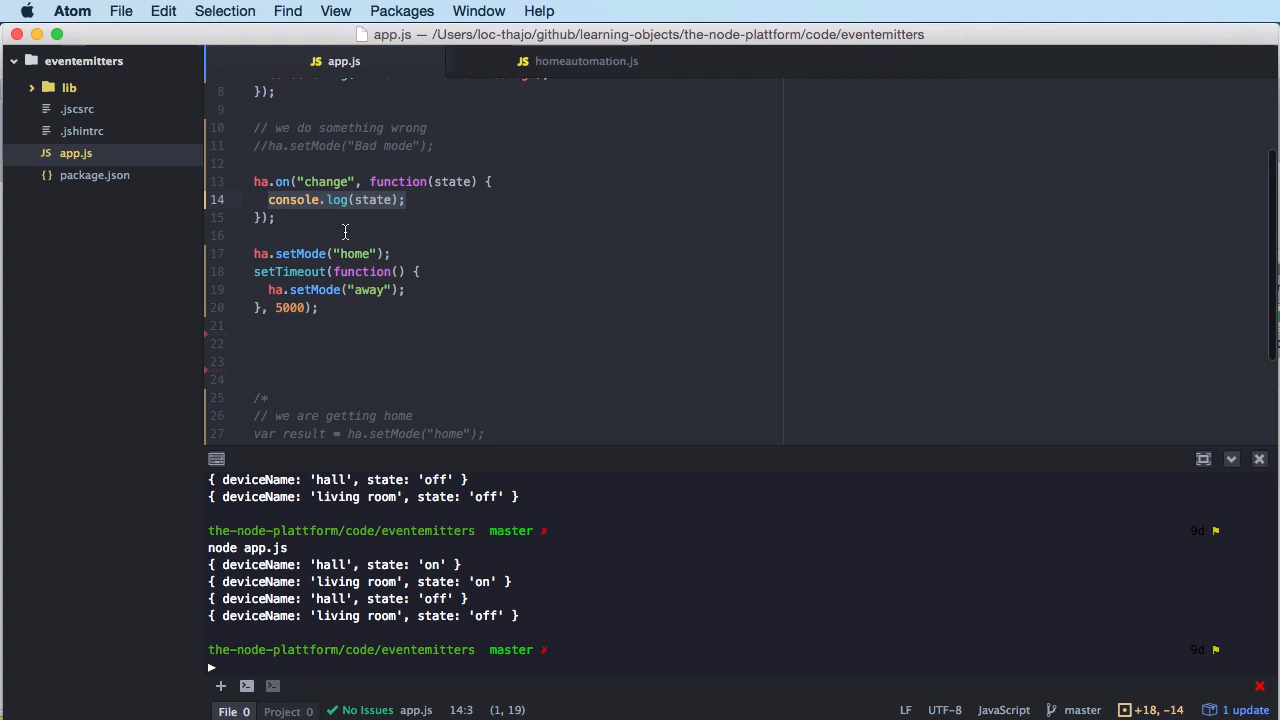 Atom File Edit Selection Find View Packages Window Help
app.js — /Users/loc-thajo/github/learning-objects/the-node-plattform/code/eventemitters
eventemitters
lib
.jscsrc
.jshintrc
app.js
package.json
app.js
homeautomation.js
8 });
9
10 // we do something wrong
11 //ha.setMode("Bad mode");
12
13 ha.on("change", function(state) {
14 console.log(state);
15 });
16
17 ha.setMode("home");
18 setTimeout(function() {
19 ha.setMode("away");
20 }, 5000);
21
22
23
24
25 /*
26 // we are getting home
27 var result = ha.setMode("home");
{ deviceName: 'hall', state: 'off' }
{ deviceName: 'living room', state: 'off' }
the-node-plattform/code/eventemitters master ✗ 9d ⚑
node app.js
{ deviceName: 'hall', state: 'on' }
{ deviceName: 'living room', state: 'on' }
{ deviceName: 'hall', state: 'off' }
{ deviceName: 'living room', state: 'off' }
the-node-plattform/code/eventemitters master ✗ 9d ⚑
▶
File 0 Project 0 No Issues app.js 14:3 (1, 19) LF UTF-8 JavaScript master +18, -14 1 update